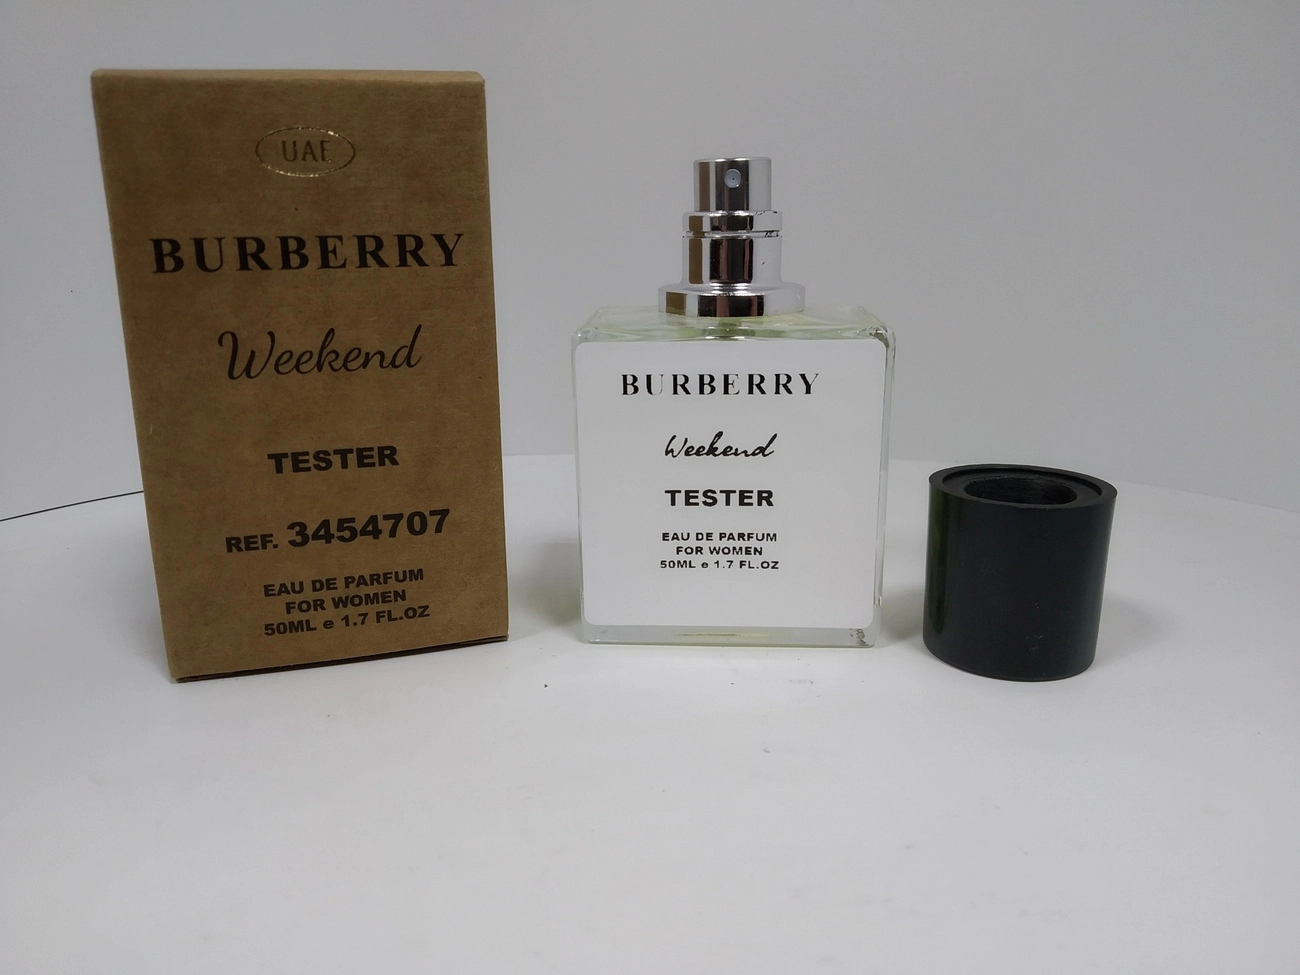 UAE
BURBERRY
Weekend
TESTER
REF. 3454707
EAU DE PARFUM
FOR WOMEN
50ML e 1.7 FL.OZ
BURBERRY
Weekend
TESTER
EAU DE PARFUM
FOR WOMEN
50ML e 1.7 FL.OZ